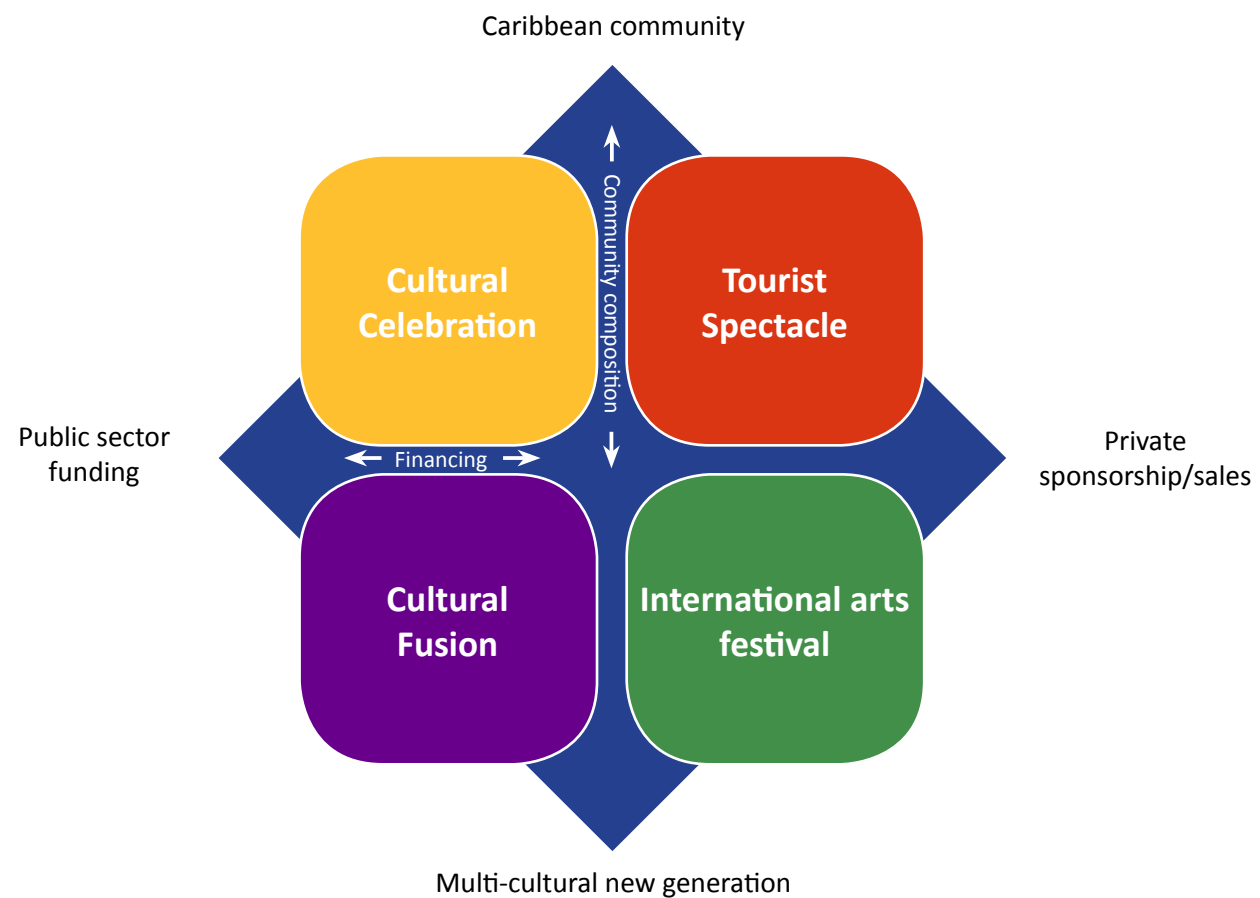 Caribbean community
Community composition
Cultural
Celebration
Tourist
Spectacle
Public sector
funding
Financing
Private
sponsorship/sales
Cultural
Fusion
International arts
festival
Multi-cultural new generation